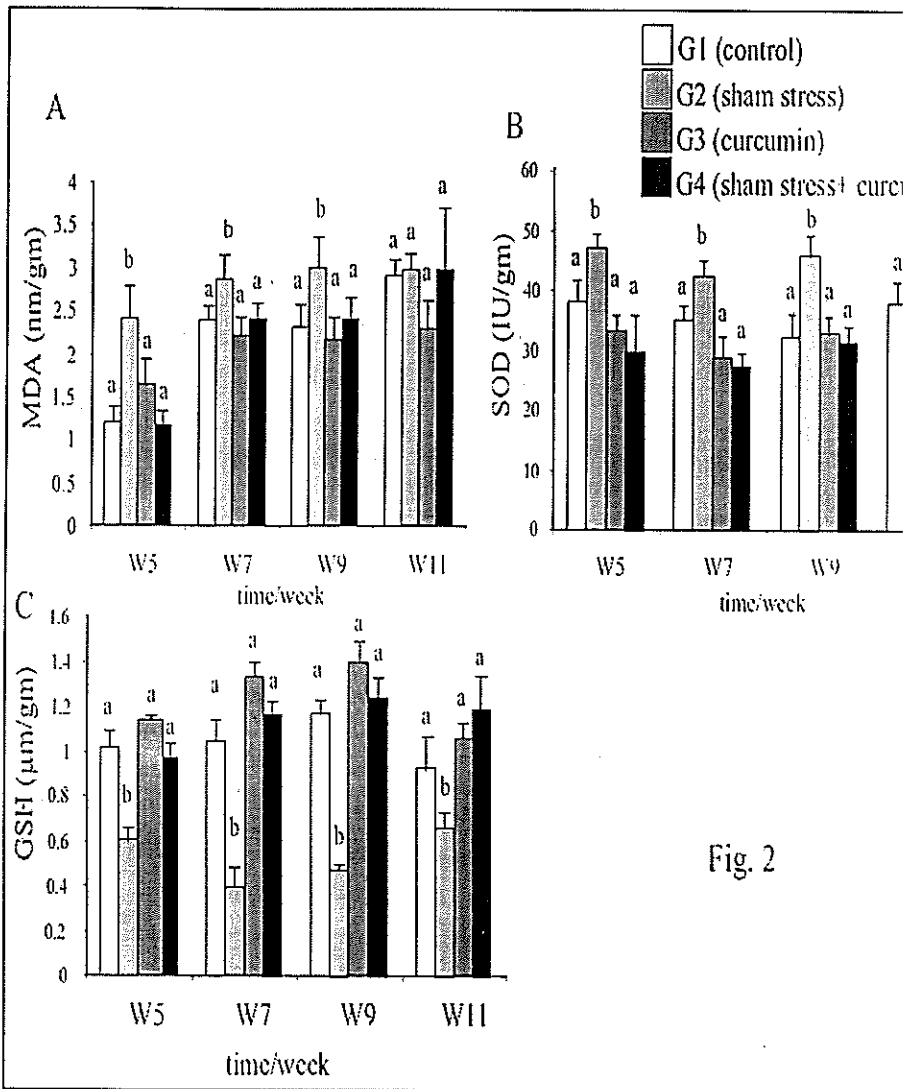 G1 (control)
G2 (sham stress)
G3 (curcumin)
G4 (sham stress+ curcu
A
MDA (nm/gm)
4
3.5
3
2.5
2
1.5
1
0.5
0
a b a a
a b a a
a b a a
a a a a
W5 W7 W9 W11
time/week
B
SOD (IU/gm)
60
50
40
30
20
10
0
a b a a
a b a a
a b a a
a
W5 W7 W9
time/week
C
GSH (µm/gm)
1.6
1.4
1.2
1
0.8
0.6
0.4
0.2
0
a b a a
a b a a
a b a a
a b a a
W5 W7 W9 W11
time/week
Fig. 2